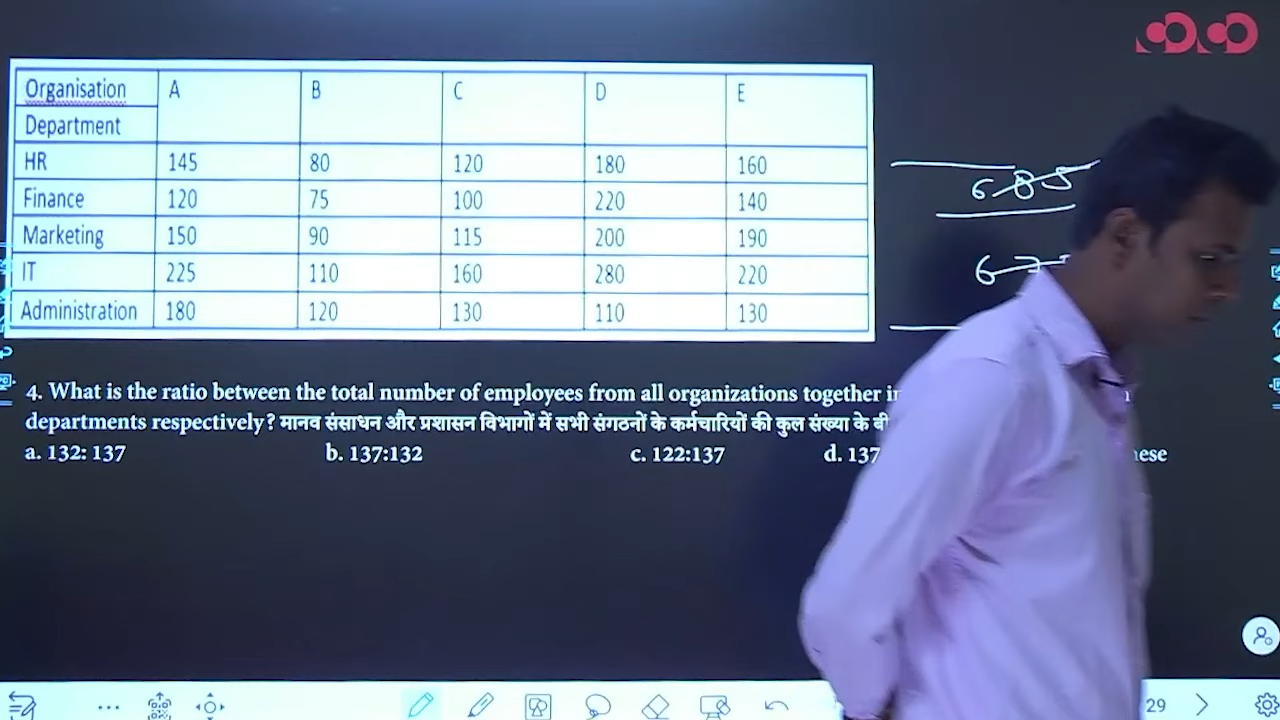 Organisation A B C D E
Department
HR 145 80 120 180 160
Finance 120 75 100 220 140
Marketing 150 90 115 200 190
IT 225 110 160 280 220
Administration 180 120 130 110 130
685
4. What is the ratio between the total number of employees from all organizations together
departments respectively? मानव संसाधन और प्रशासन विभागों में सभी संगठनों के कर्मचारियों की कुल संख्या के
a. 132: 137 b. 137:132 c. 122:137 d. 137
29